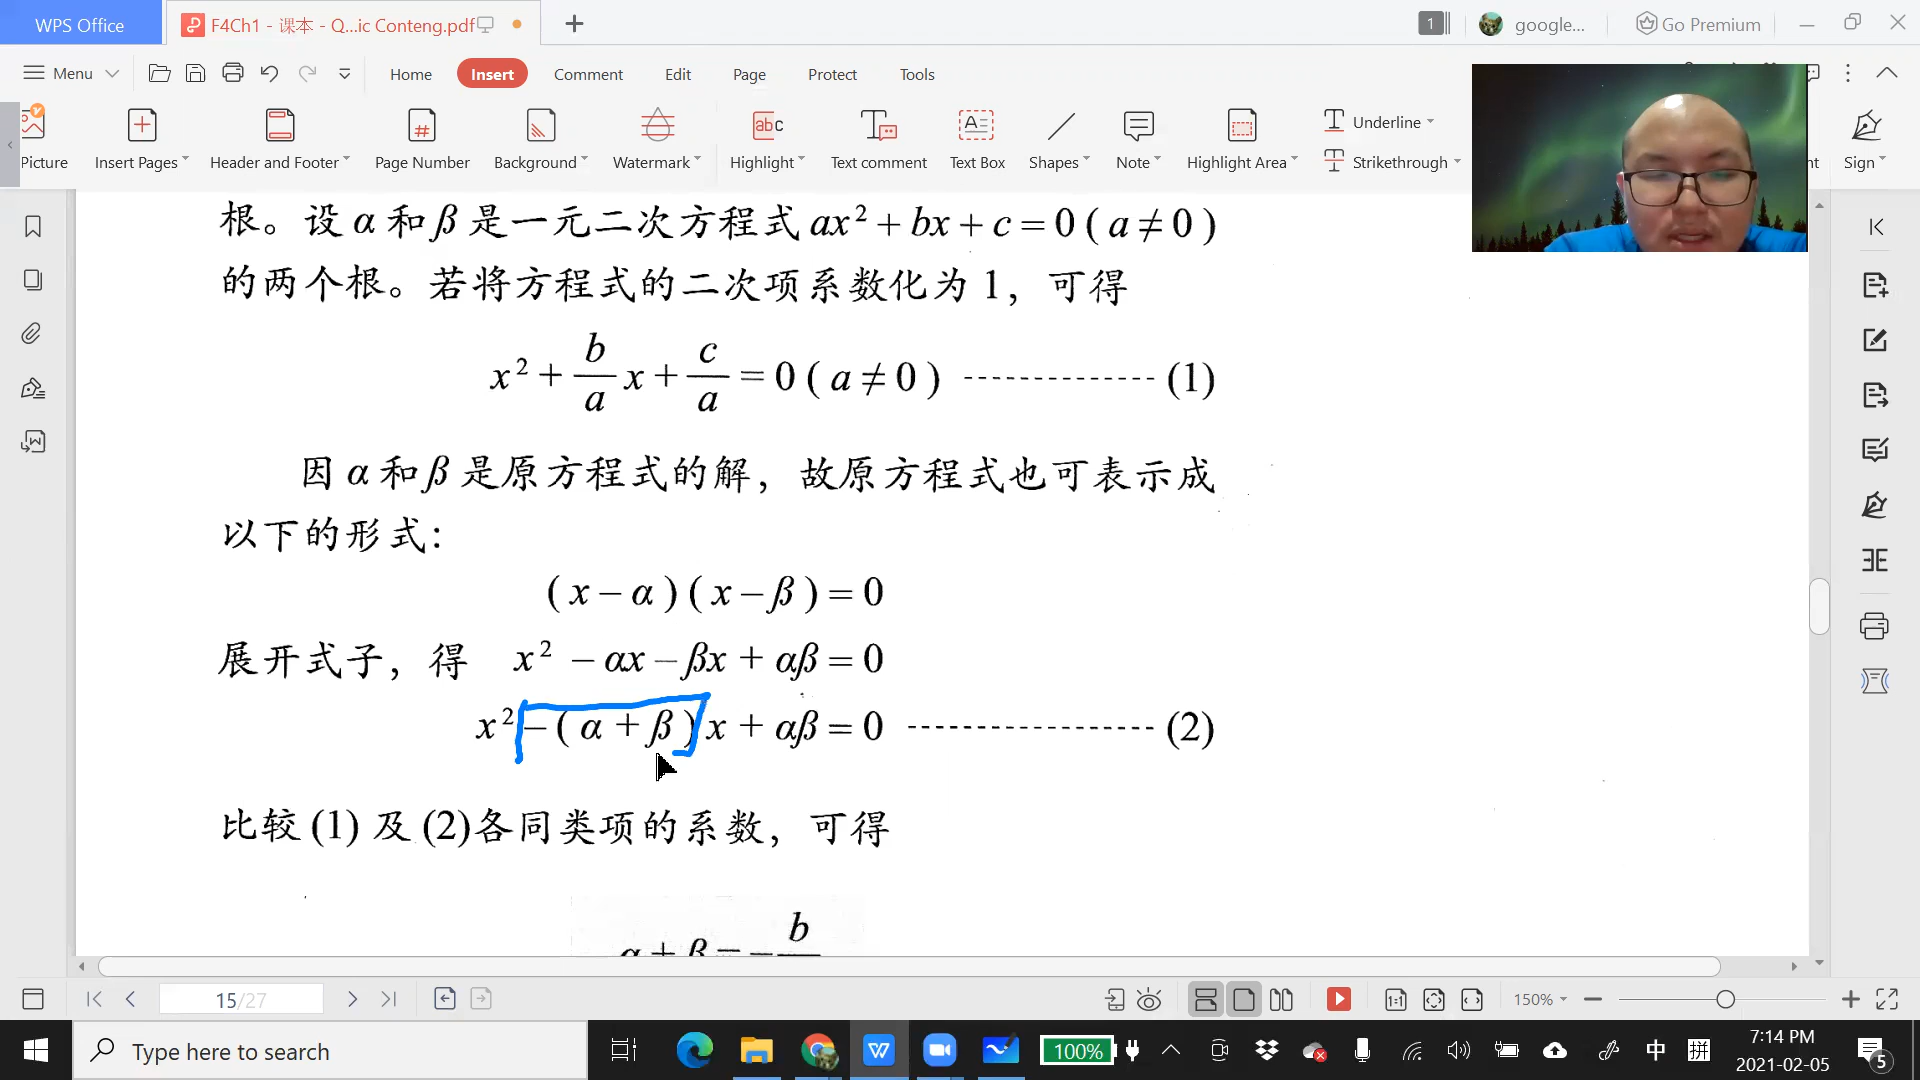 WPS Office
F4Ch1 - 课本 - Q...ic Conteng.pdf
1
google...
Go Premium
Menu
Home
Insert
Comment
Edit
Page
Protect
Tools
Picture
Insert Pages
Header and Footer
Page Number
Background
Watermark
Highlight
Text comment
Text Box
Shapes
Note
Highlight Area
Underline
Strikethrough
Sign
根。设 α 和 β 是一元二次方程式 ax² + bx + c = 0 ( a ≠ 0 )
的两个根。若将方程式的二次项系数化为 1，可得
x² + b/a x + c/a = 0 ( a ≠ 0 ) ---------------- (1)
因 α 和 β 是原方程式的解，故原方程式也可表示成
以下的形式：
( x – α ) ( x – β ) = 0
展开式子，得 x² – αx – βx + αβ = 0
x² – ( α + β ) x + αβ = 0 -------------------- (2)
比较 (1) 及 (2)各同类项的系数，可得
b
15/27
1:1
150%
Type here to search
100%
中
拼
7:14 PM
2021-02-05
5